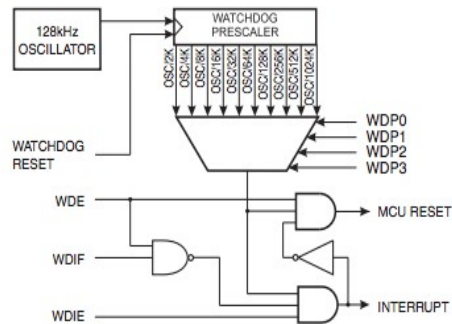 128kHz
OSCILLATOR
WATCHDOG
PRESCALER
OSC/2K
OSC/4K
OSC/8K
OSC/16K
OSC/32K
OSC/64K
OSC/128K
OSC/256K
OSC/512K
OSC/1024K
WATCHDOG
RESET
WDP0
WDP1
WDP2
WDP3
WDE
MCU RESET
WDIF
WDIE
INTERRUPT